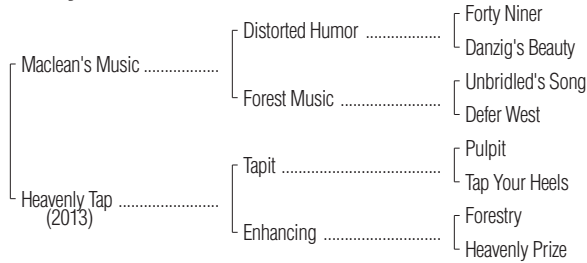 Forty Niner
Distorted Humor ..................
Danzig's Beauty
Maclean's Music ..................
Unbridled's Song
Forest Music ........................
Defer West
Pulpit
Tapit ......................................
Tap Your Heels
Heavenly Tap ........................
(2013)
Forestry
Enhancing ............................
Heavenly Prize